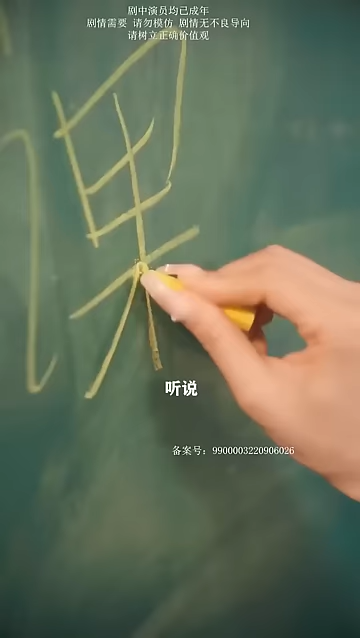 剧中演员均已成年
剧情需要 请勿模仿 剧情无不良导向
请树立正确价值观
课
听说
备案号：9900003220906026